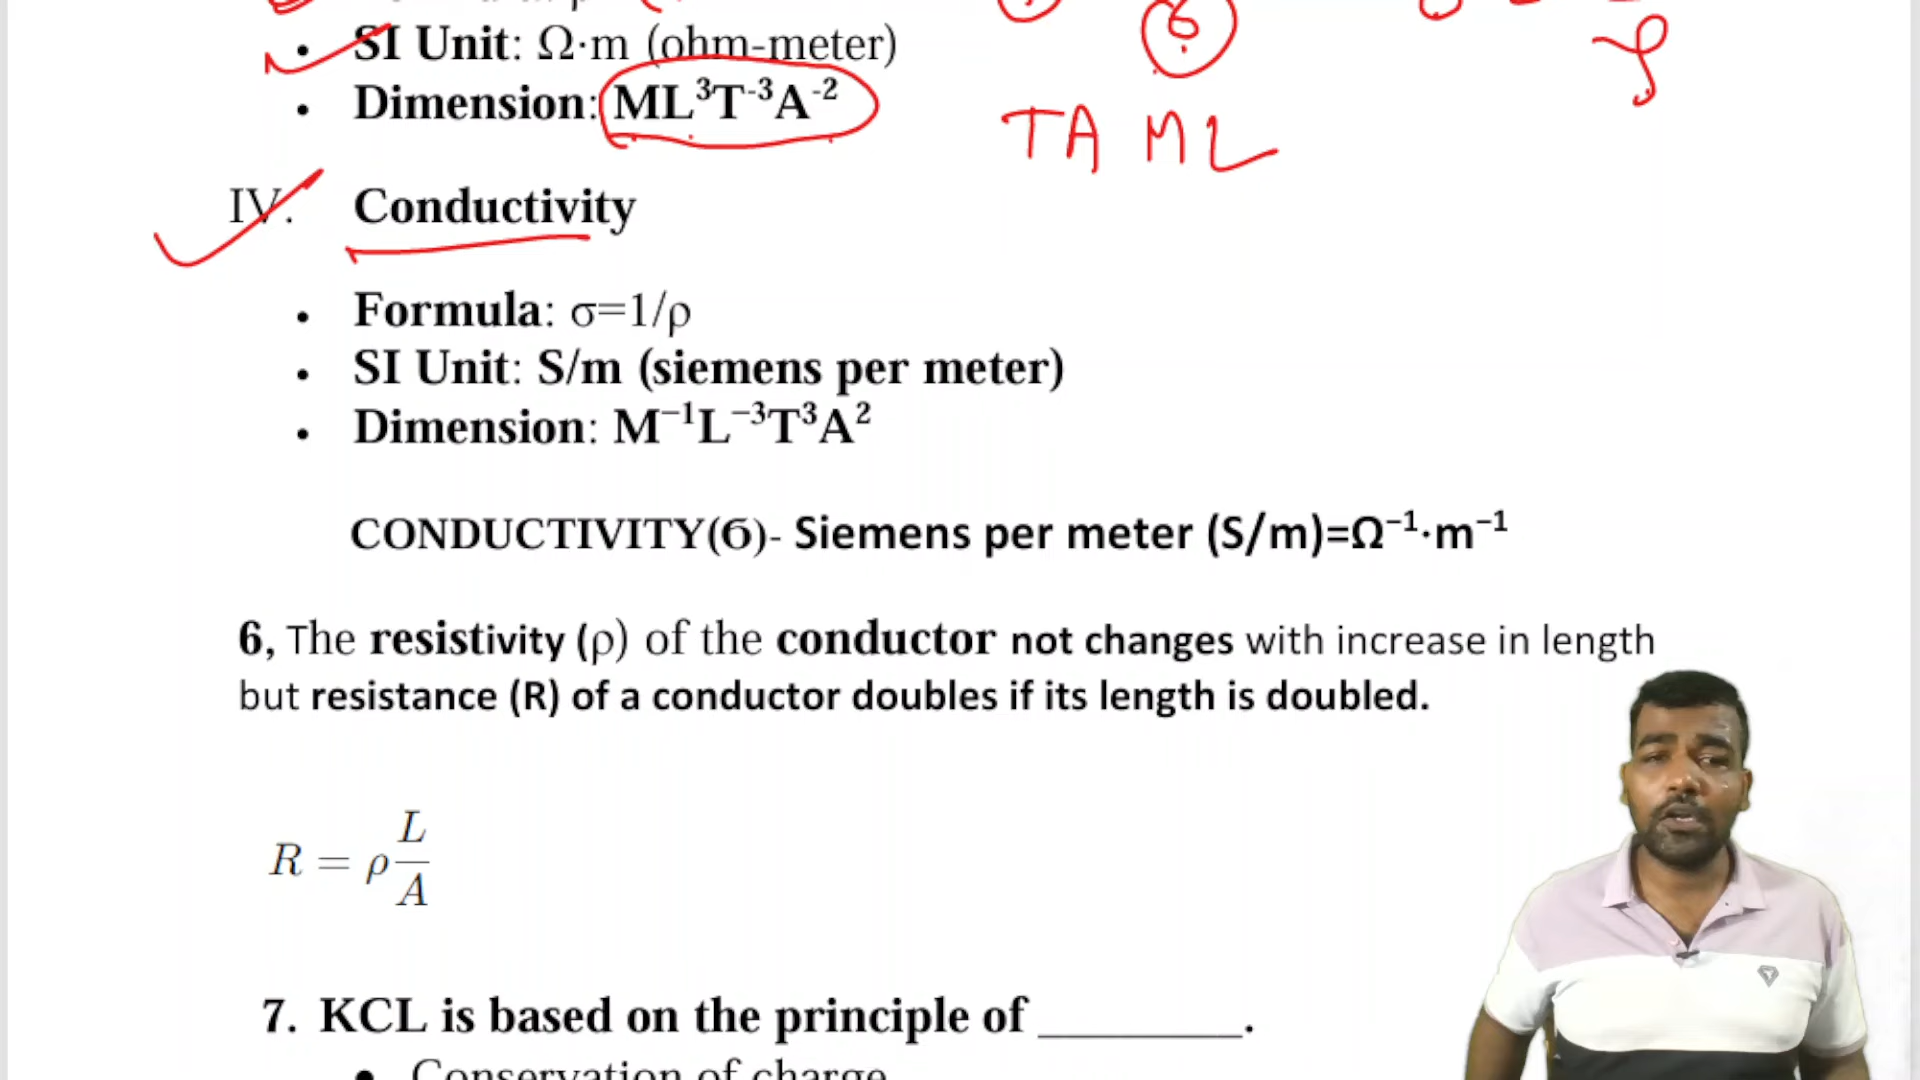 • SI Unit: Ω·m (ohm-meter)
• Dimension: ML³T⁻³A⁻²
TA ML
IV. Conductivity
• Formula: σ=1/ρ
• SI Unit: S/m (siemens per meter)
• Dimension: M⁻¹L⁻³T³A²
CONDUCTIVITY(Ϭ)- Siemens per meter (S/m)=Ω⁻¹·m⁻¹
6, The resistivity (ρ) of the conductor not changes with increase in length
but resistance (R) of a conductor doubles if its length is doubled.
R = ρ L/A
7. KCL is based on the principle of _________.
• Conservation of charge